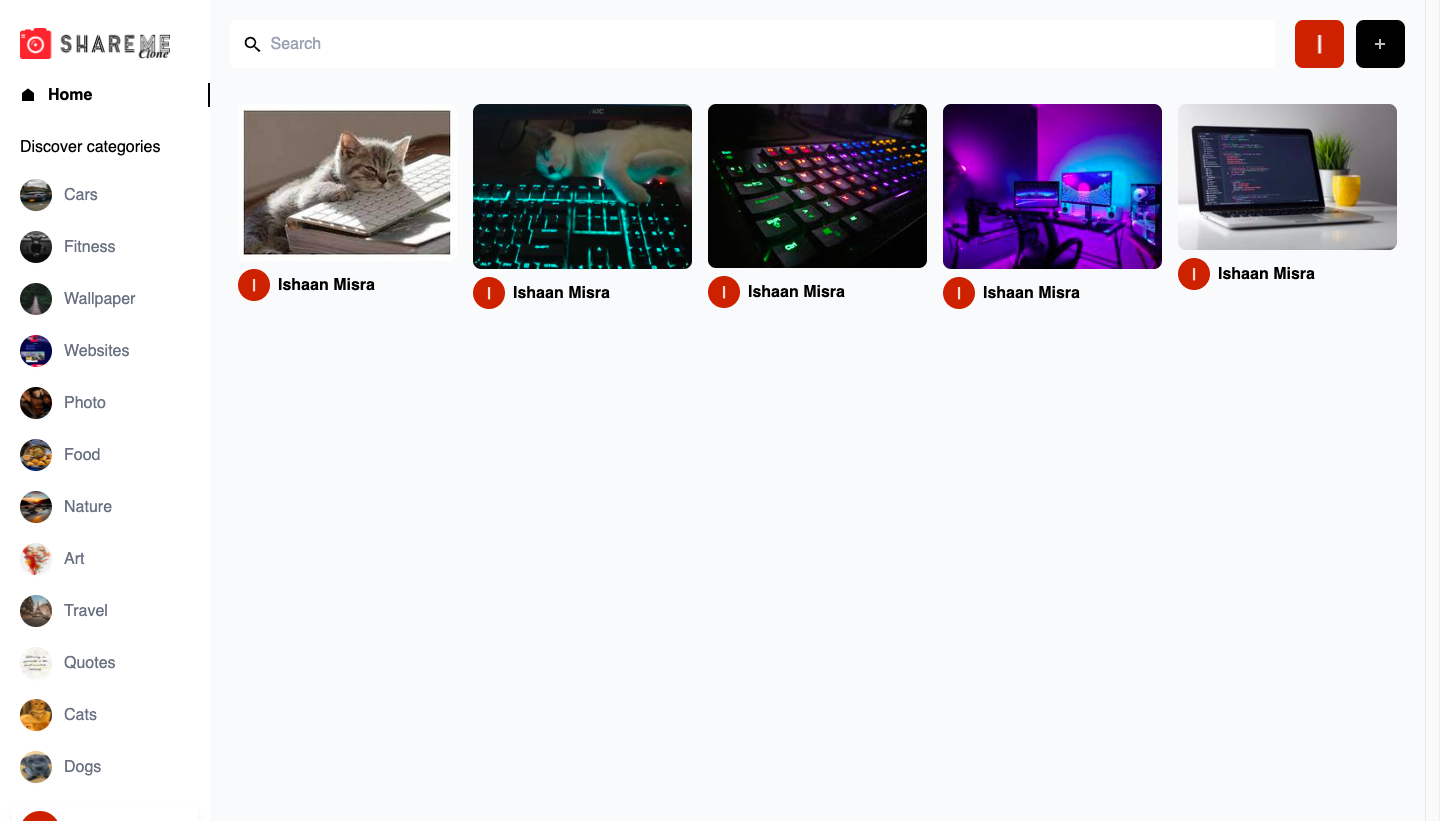 SHAREME
Clone
Search
I
+
Home
Discover categories
Cars
Fitness
Wallpaper
Websites
Photo
Food
Nature
Art
Travel
Quotes
Cats
Dogs
I Ishaan Misra
I Ishaan Misra
I Ishaan Misra
I Ishaan Misra
I Ishaan Misra